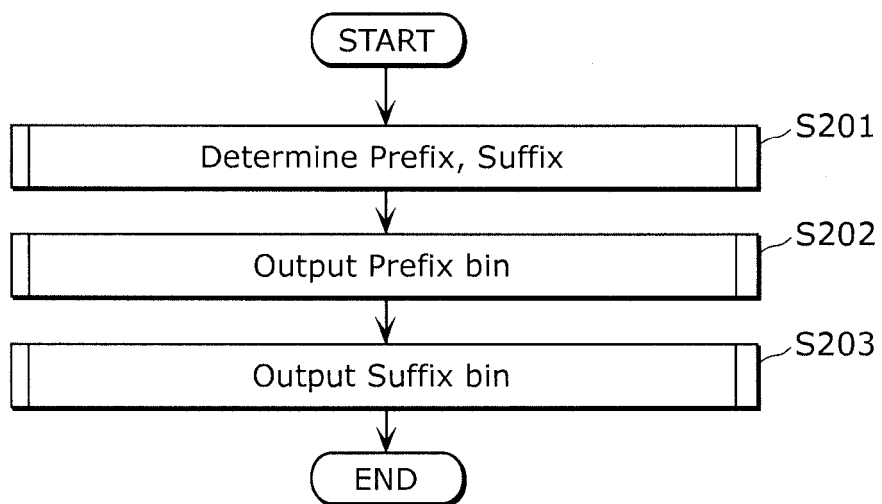 START
S201
Determine Prefix, Suffix
S202
Output Prefix bin
S203
Output Suffix bin
END